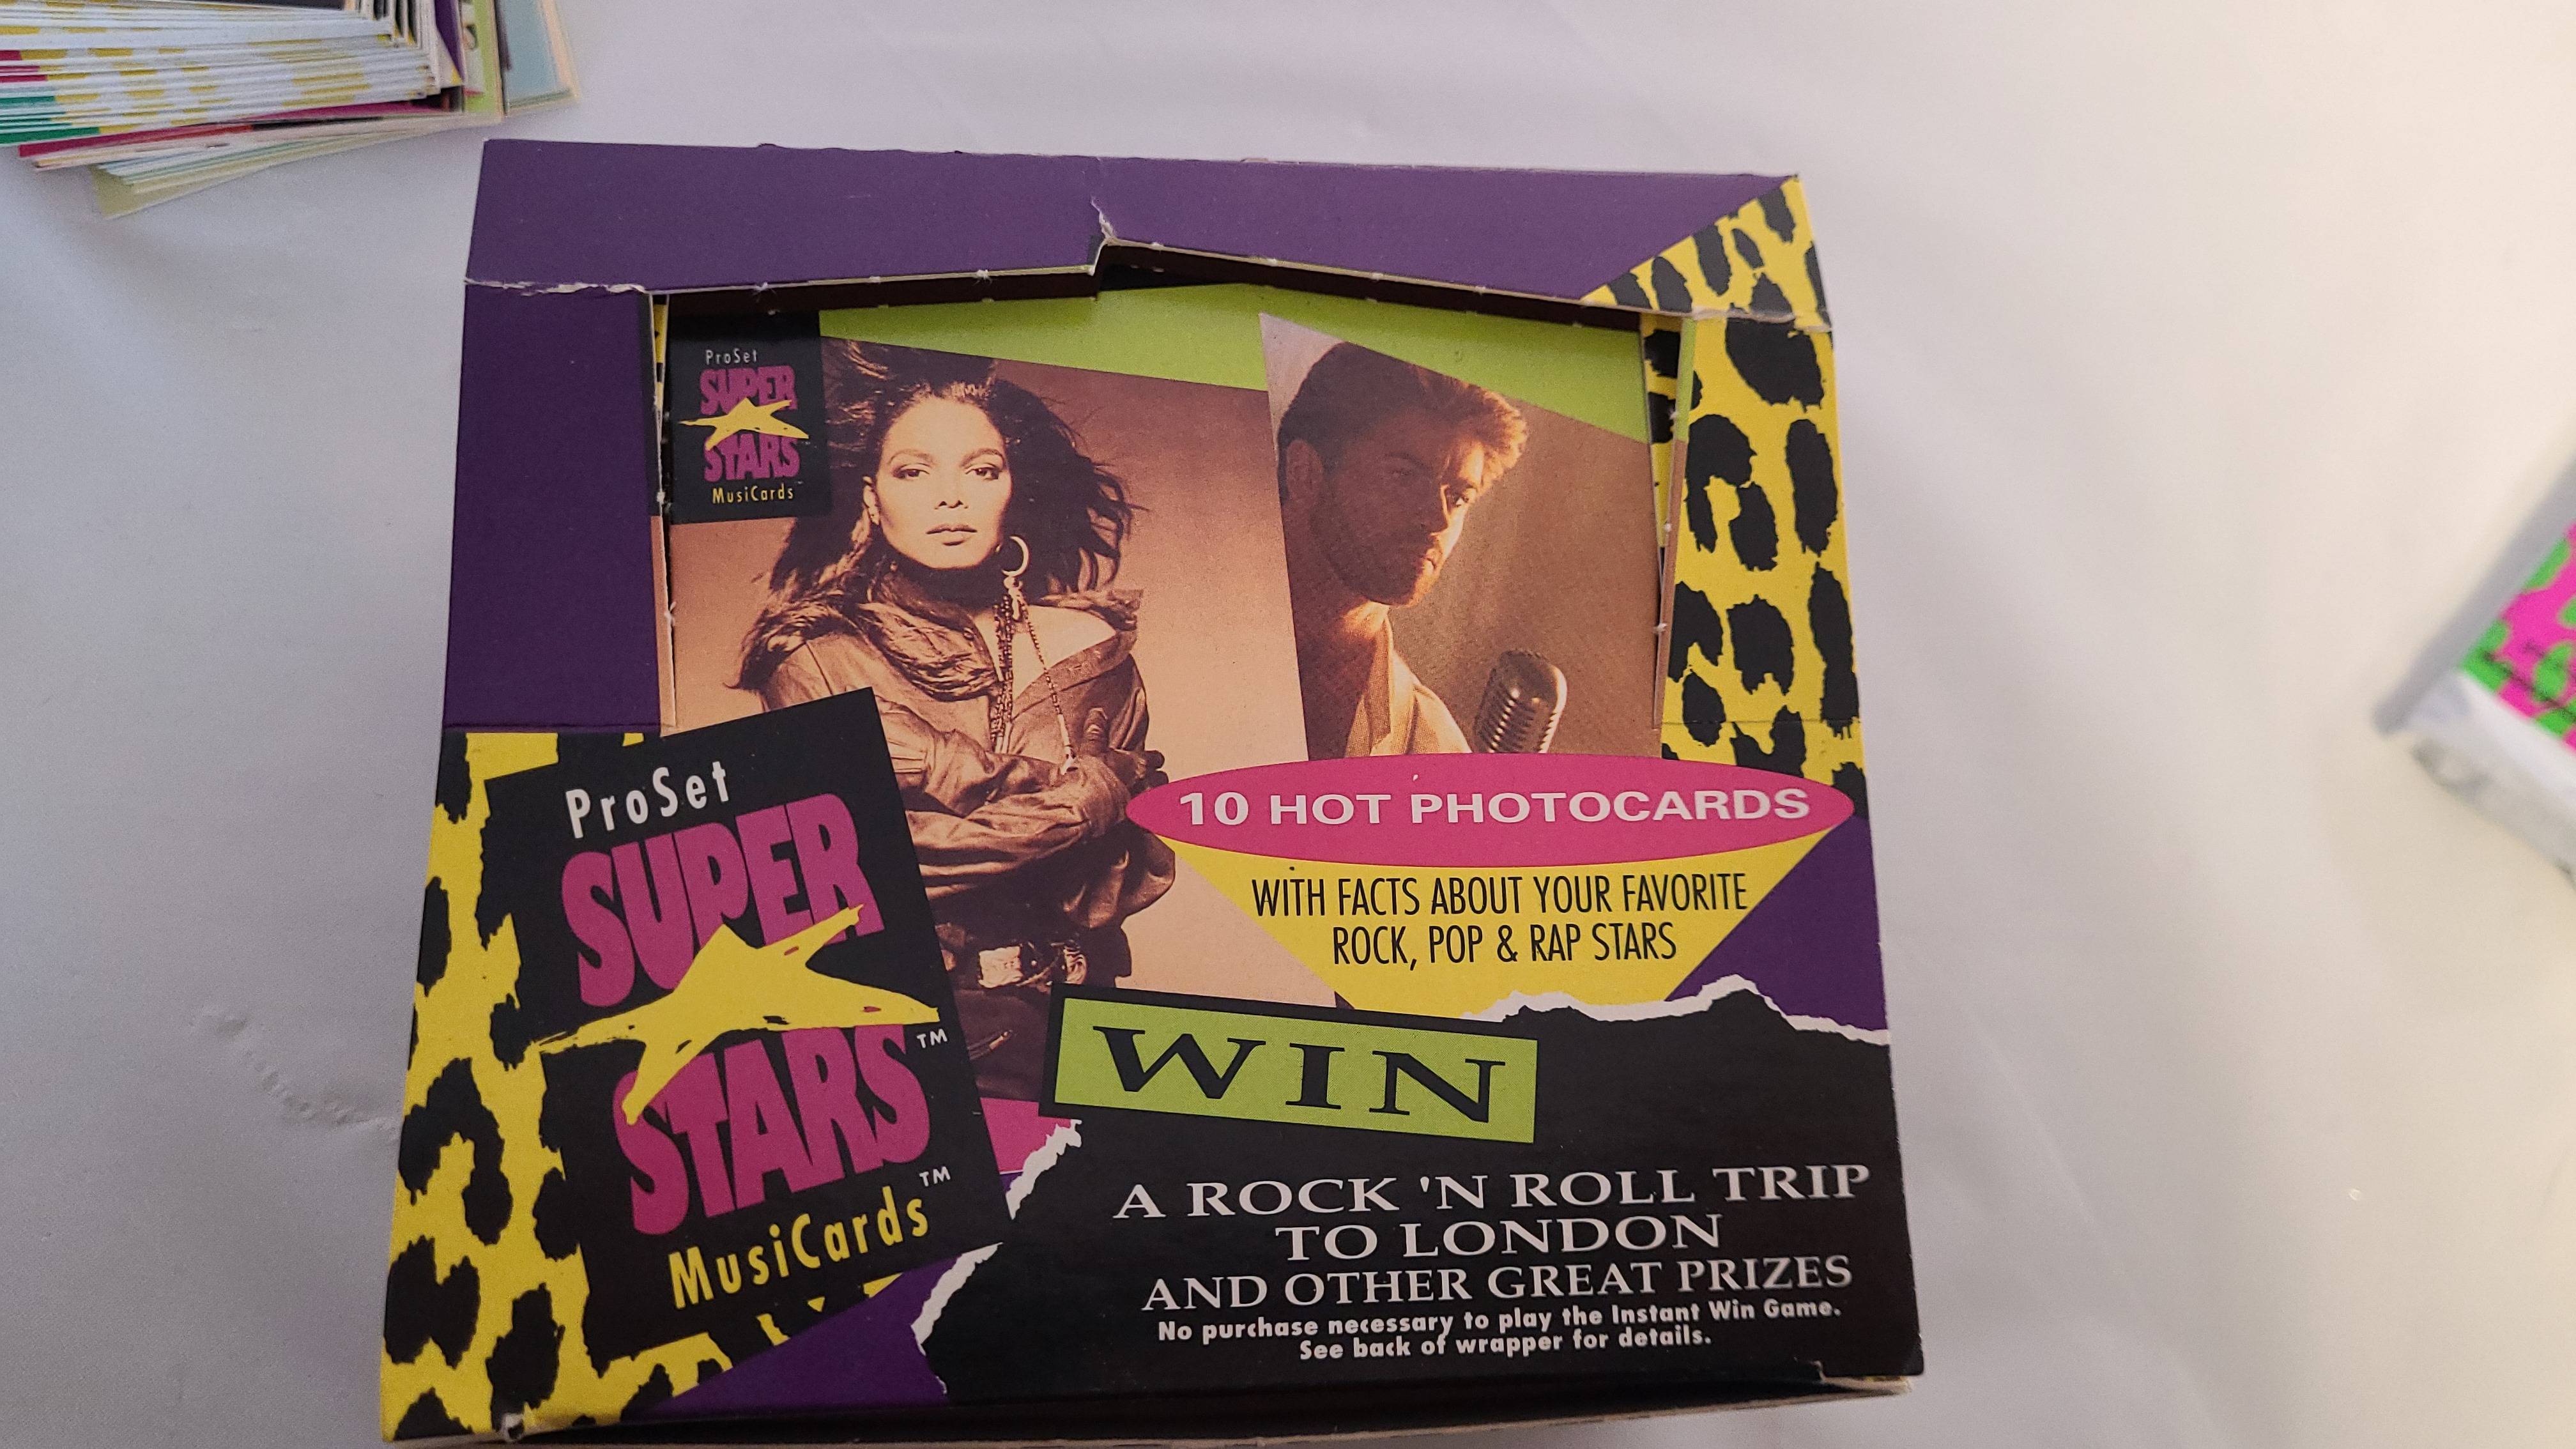 ProSet
SUPER
STARS
MusiCards
10 HOT PHOTOCARDS
WITH FACTS ABOUT YOUR FAVORITE
ROCK, POP & RAP STARS
ProSet
SUPER
STARS™
MusiCards™
WIN
A ROCK 'N ROLL TRIP
TO LONDON
AND OTHER GREAT PRIZES
No purchase necessary to play the Instant Win Game.
See back of wrapper for details.